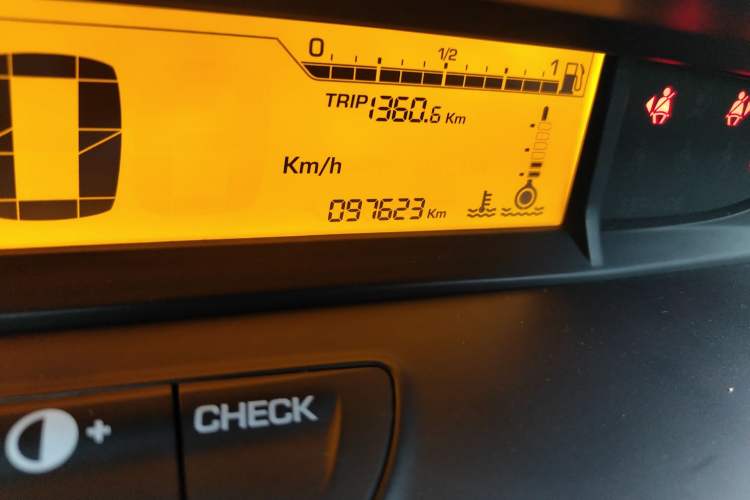 0 1/2 1
TRIP 1360.6 Km
Km/h
097623 Km
+
CHECK